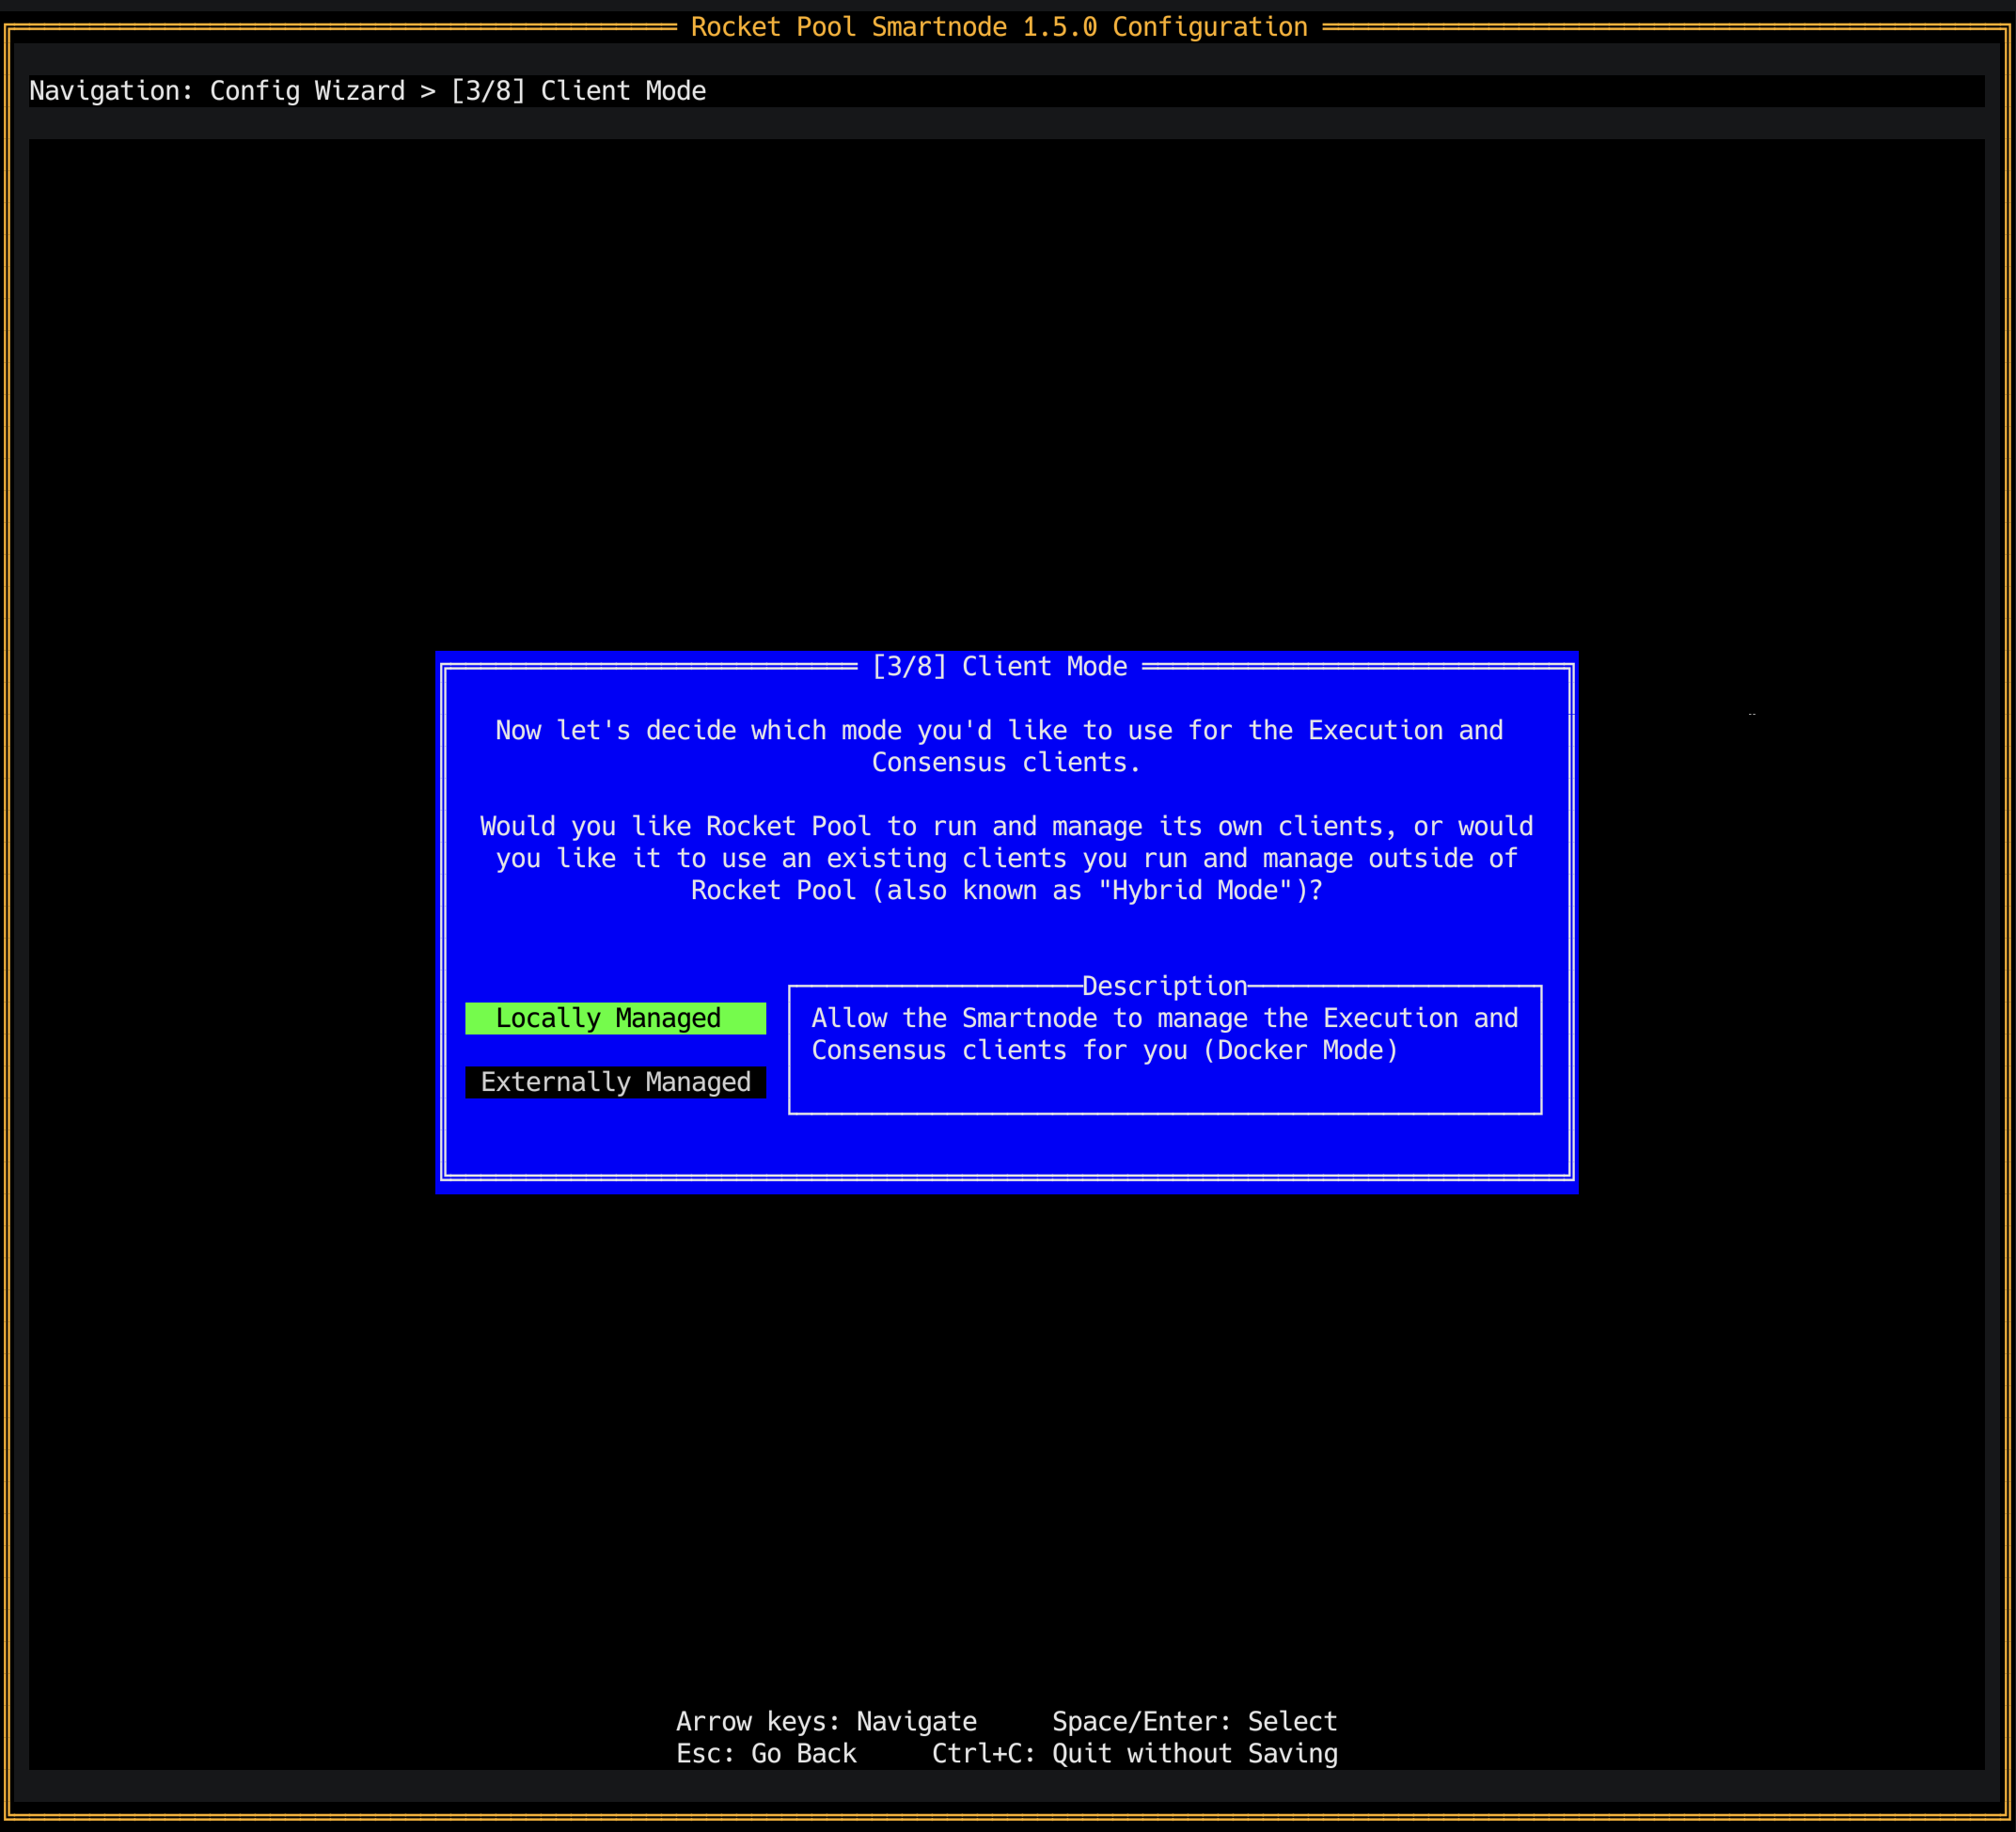 Rocket Pool Smartnode 1.5.0 Configuration
Navigation: Config Wizard > [3/8] Client Mode
[3/8] Client Mode
Now let's decide which mode you'd like to use for the Execution and
Consensus clients.
Would you like Rocket Pool to run and manage its own clients, or would
you like it to use an existing clients you run and manage outside of
Rocket Pool (also known as "Hybrid Mode")?
Locally Managed
Externally Managed
Description
Allow the Smartnode to manage the Execution and
Consensus clients for you (Docker Mode)
Arrow keys: Navigate     Space/Enter: Select
Esc: Go Back     Ctrl+C: Quit without Saving